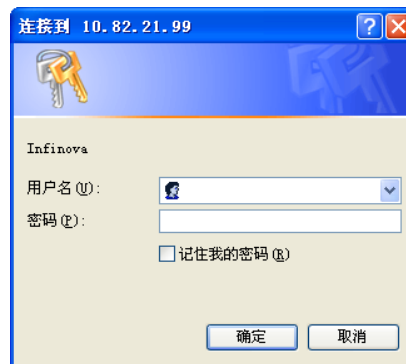 连接到 10.82.21.99
Infinova
用户名(U):
密码(P):
记住我的密码(R)
确定
取消